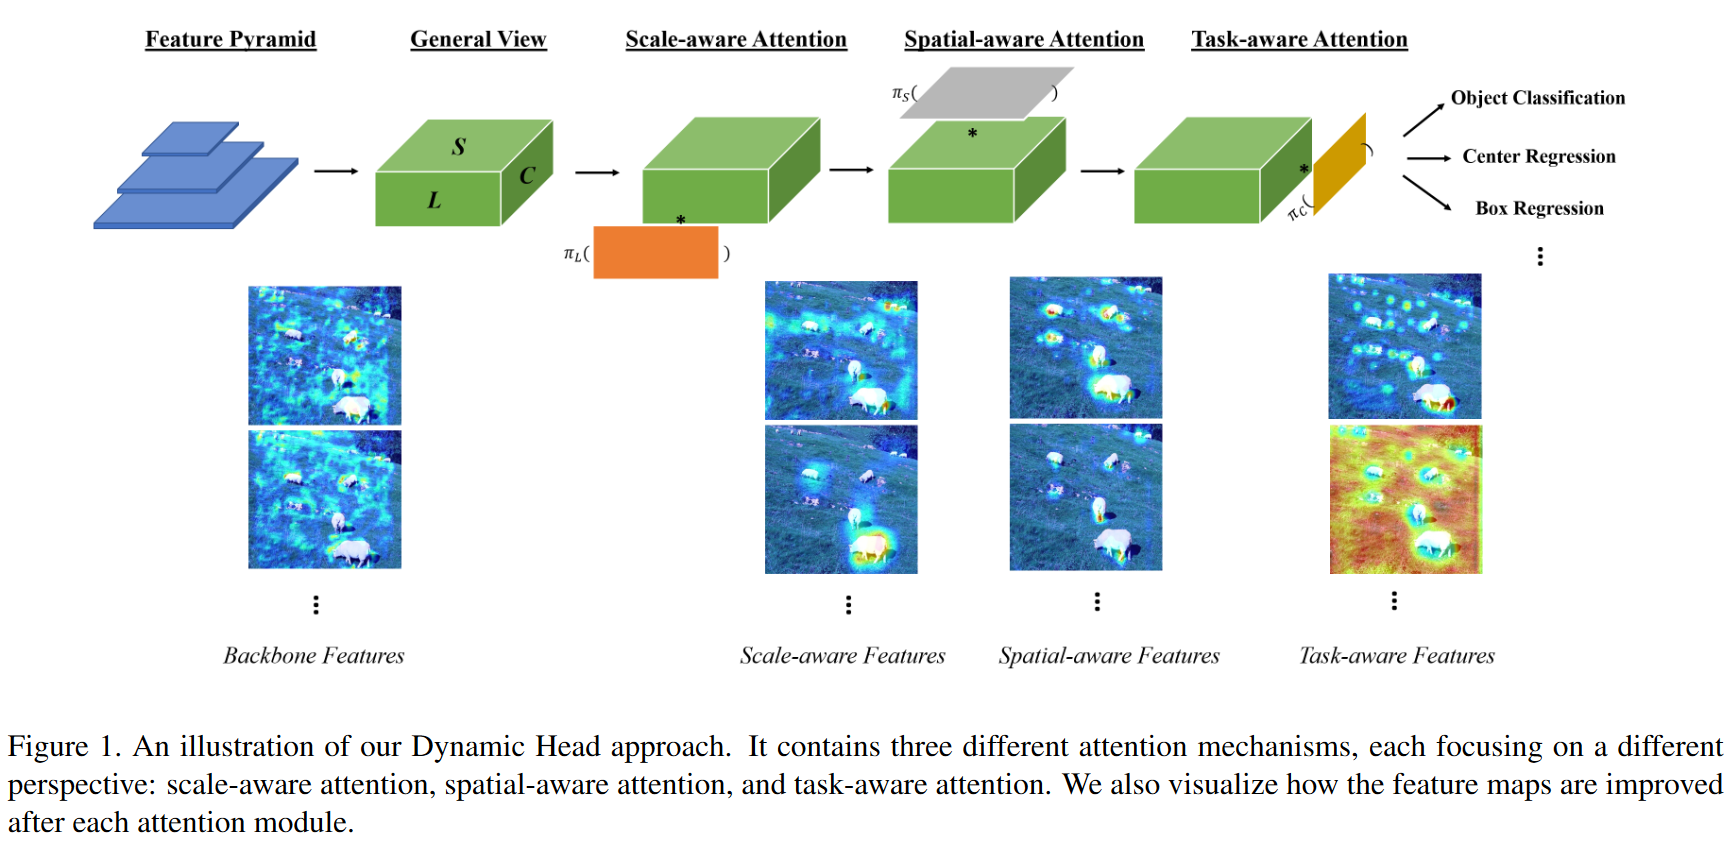 Feature Pyramid
General View
Scale-aware Attention
Spatial-aware Attention
Task-aware Attention
π_S( )
*
S
C
L
*
π_L( )
*
π_C( )
Object Classification
Center Regression
Box Regression
⋮
⋮
⋮
⋮
⋮
Backbone Features
Scale-aware Features
Spatial-aware Features
Task-aware Features
Figure 1. An illustration of our Dynamic Head approach. It contains three different attention mechanisms, each focusing on a different
perspective: scale-aware attention, spatial-aware attention, and task-aware attention. We also visualize how the feature maps are improved
after each attention module.